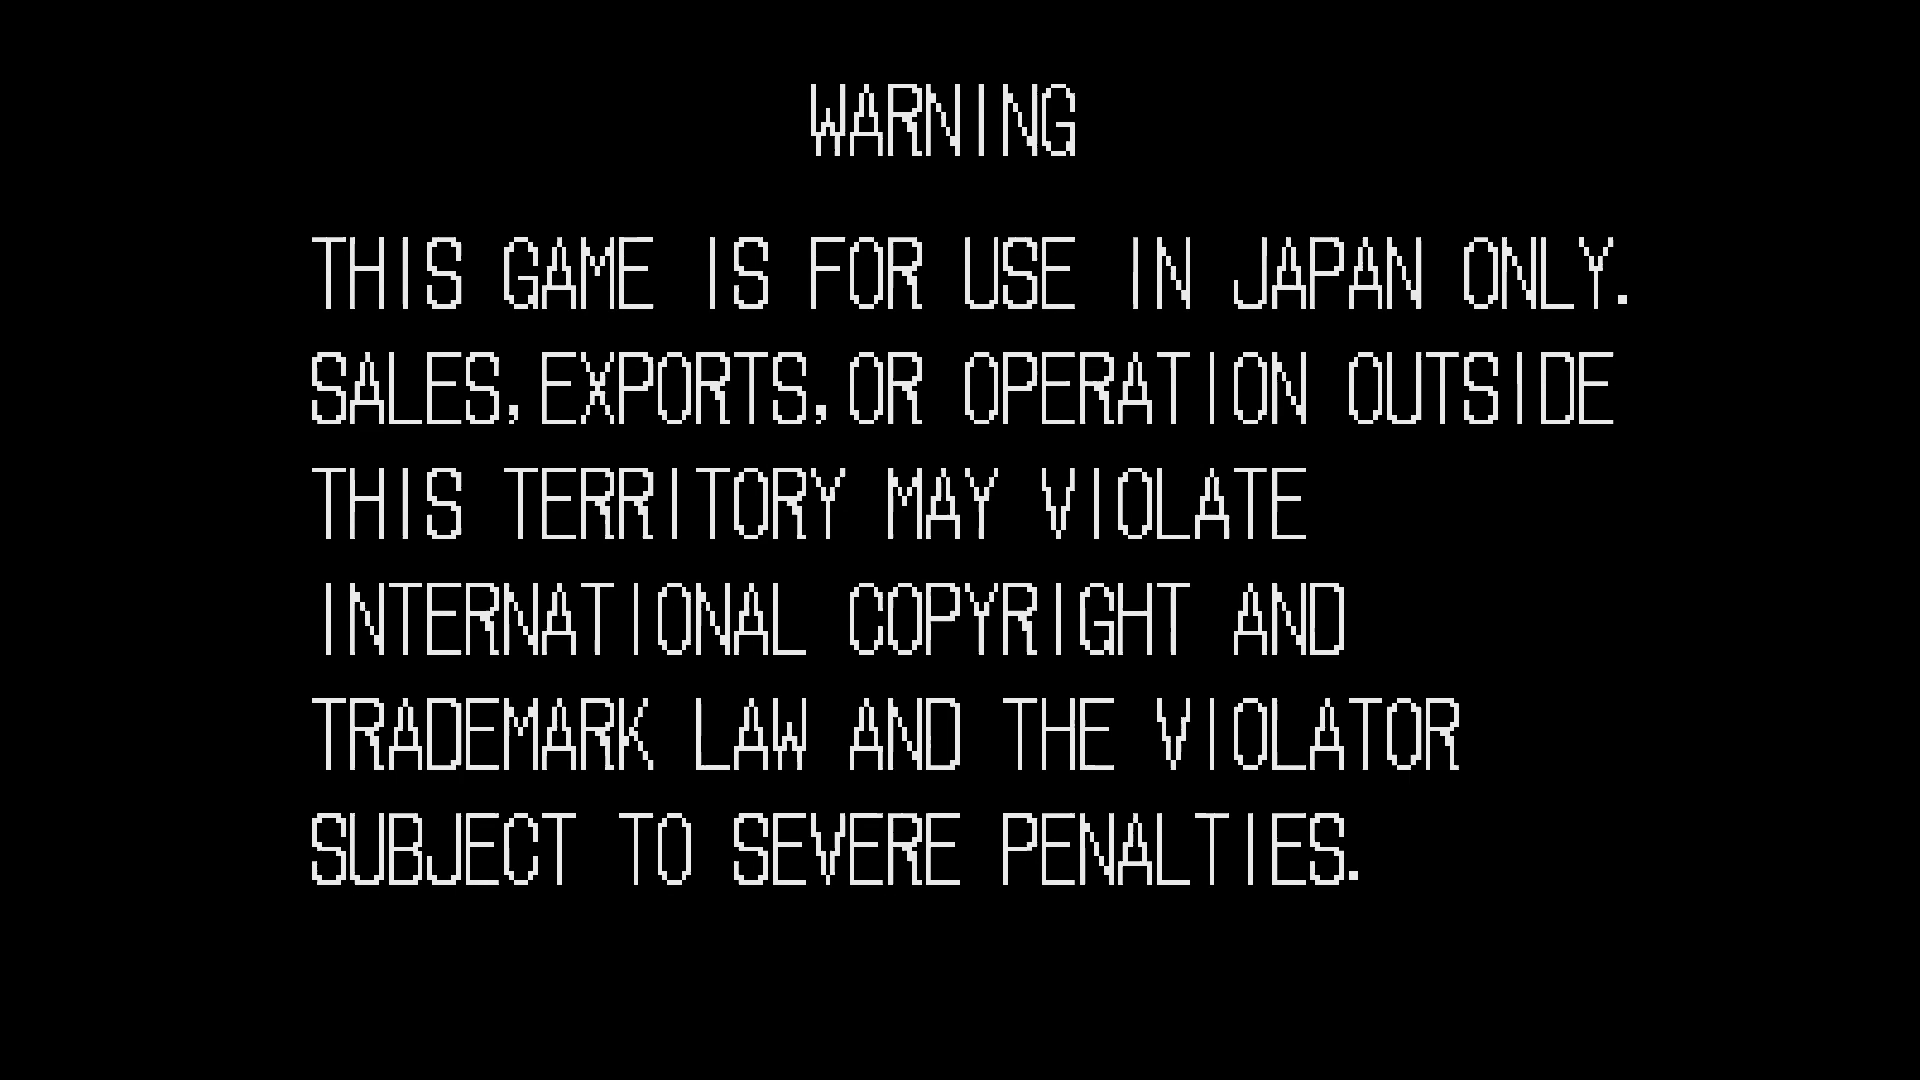 WARNING
THIS GAME IS FOR USE IN JAPAN ONLY.
SALES,EXPORTS,OR OPERATION OUTSIDE
THIS TERRITORY MAY VIOLATE
INTERNATIONAL COPYRIGHT AND
TRADEMARK LAW AND THE VIOLATOR
SUBJECT TO SEVERE PENALTIES.